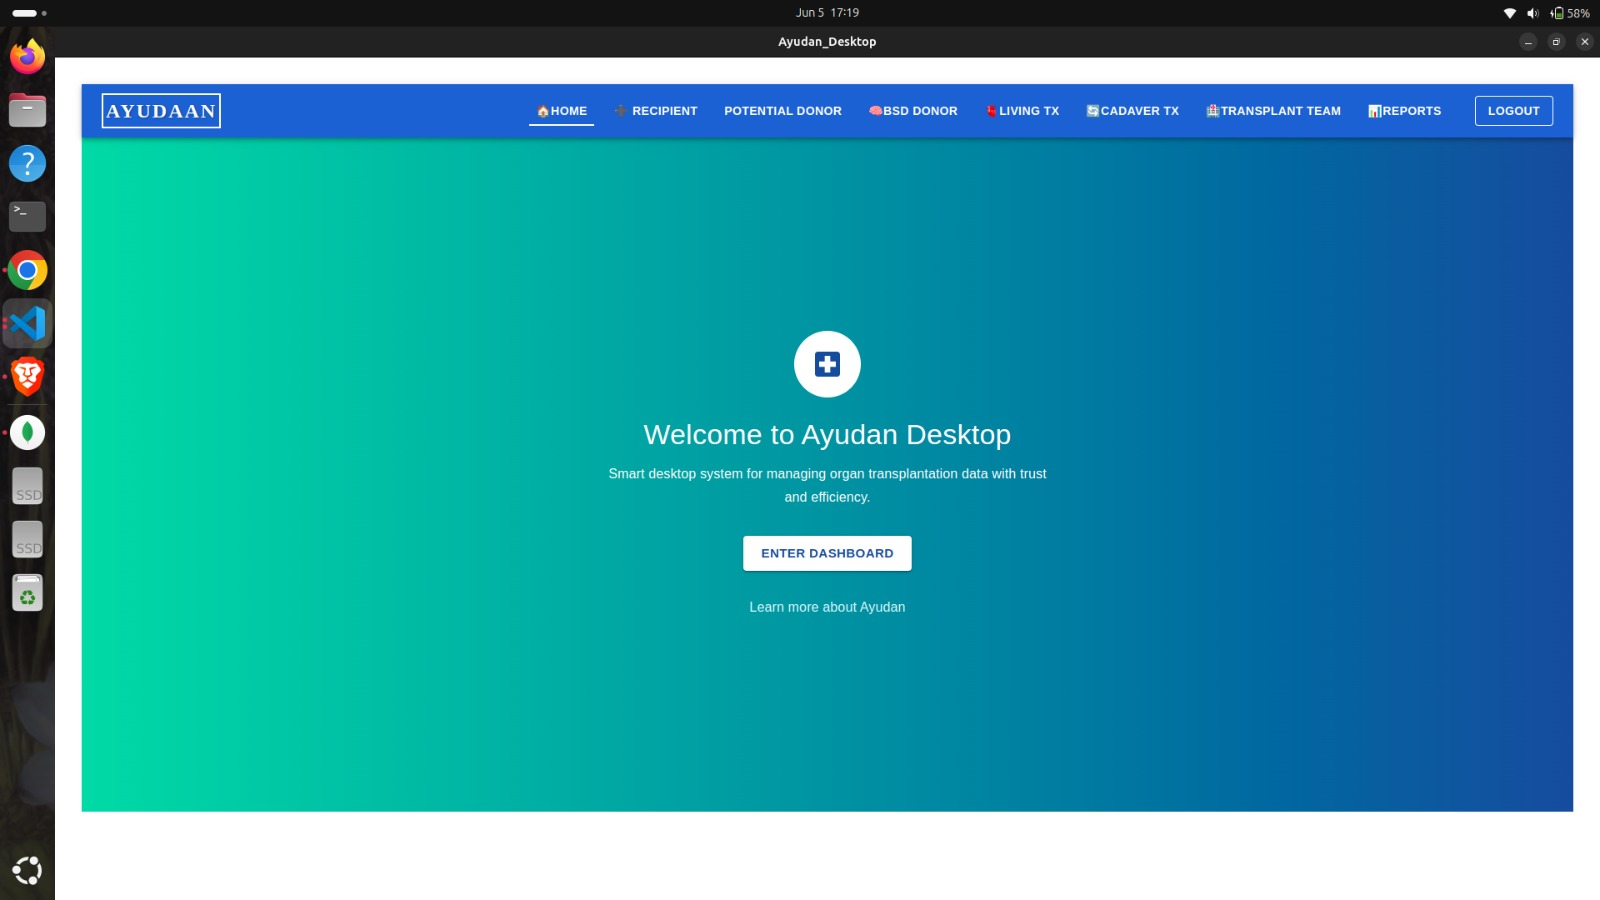 Jun 5 17:19
58%
Ayudan_Desktop
AYUDAAN
HOME
RECIPIENT
POTENTIAL DONOR
BSD DONOR
LIVING TX
CADAVER TX
TRANSPLANT TEAM
REPORTS
LOGOUT
Welcome to Ayudan Desktop
Smart desktop system for managing organ transplantation data with trust
and efficiency.
ENTER DASHBOARD
Learn more about Ayudan
?
>_
SSD
SSD